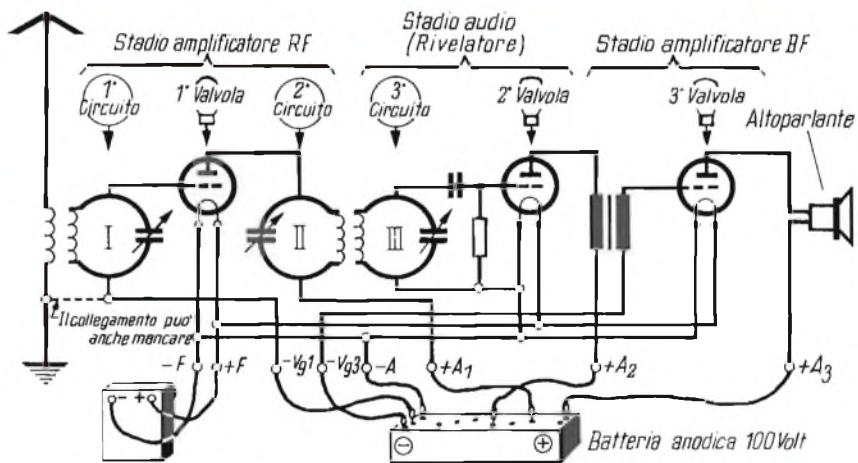 Stadio amplificatore RF
Stadio audio
(Rivelatore)
Stadio amplificatore BF
1° Circuito
1° Valvola
2° Circuito
3° Circuito
2° Valvola
3° Valvola
Altoparlante
I
II
III
Il collegamento puo'
anche mancare
-F
+F
-Vg1
-Vg3
-A
+A1
+A2
+A3
- +
- +
Batteria anodica 100 Volt